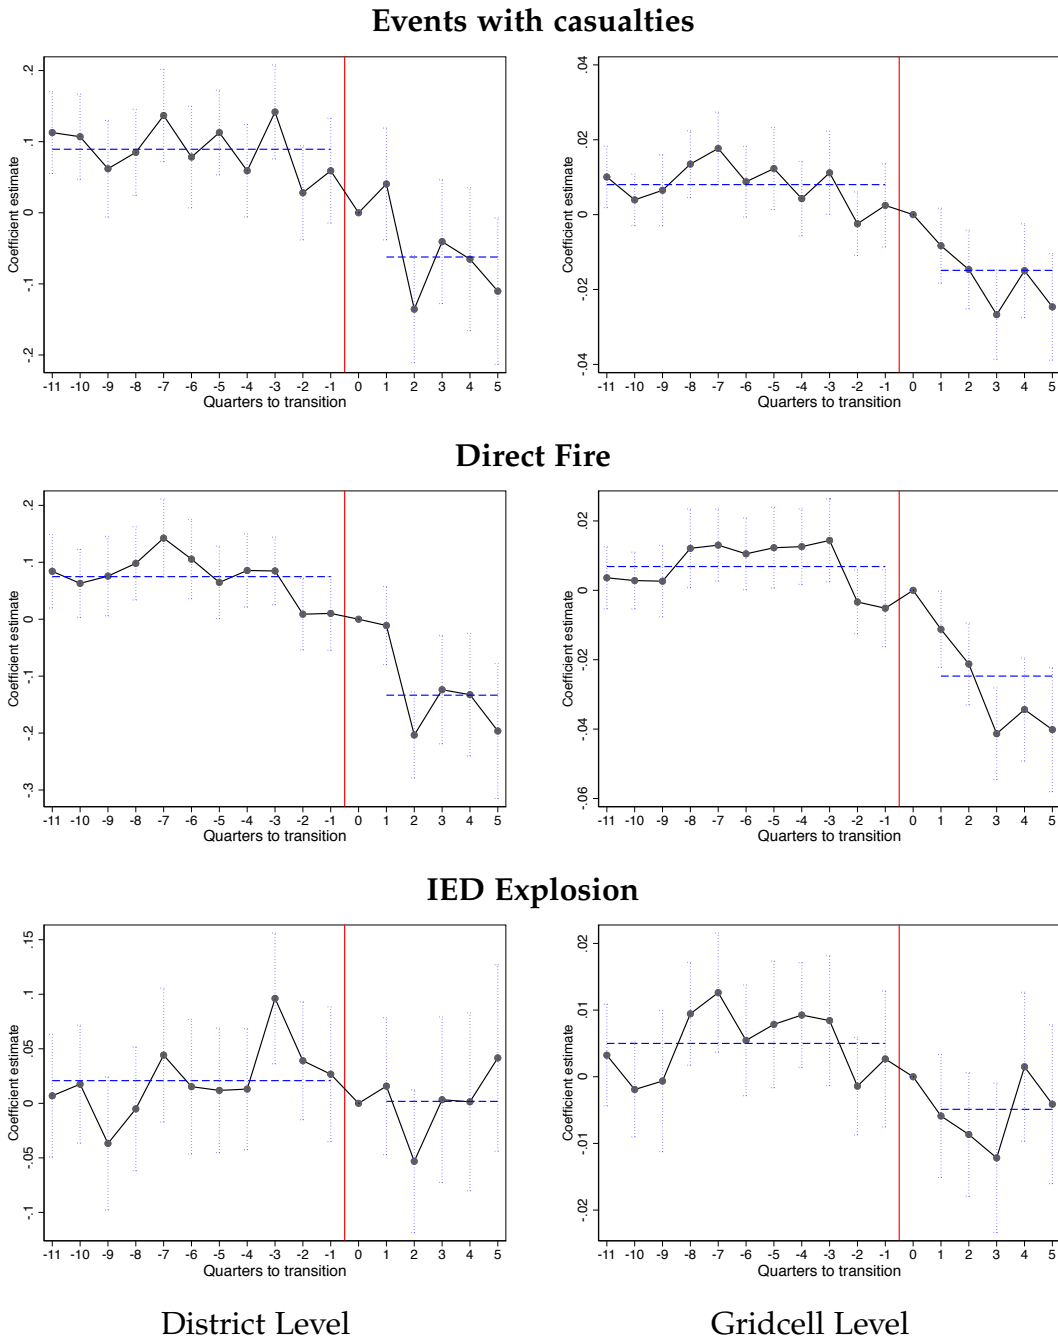 Events with casualties
Coefficient estimate
.2
.1
0
-.1
-.2
-11 -10 -9 -8 -7 -6 -5 -4 -3 -2 -1 0 1 2 3 4 5
Quarters to transition
Coefficient estimate
.04
.02
0
-.02
-.04
-11 -10 -9 -8 -7 -6 -5 -4 -3 -2 -1 0 1 2 3 4 5
Quarters to transition
Direct Fire
Coefficient estimate
.2
.1
0
-.1
-.2
-.3
-11 -10 -9 -8 -7 -6 -5 -4 -3 -2 -1 0 1 2 3 4 5
Quarters to transition
Coefficient estimate
.02
0
-.02
-.04
-.06
-11 -10 -9 -8 -7 -6 -5 -4 -3 -2 -1 0 1 2 3 4 5
Quarters to transition
IED Explosion
Coefficient estimate
.15
.1
.05
0
-.05
-.1
-11 -10 -9 -8 -7 -6 -5 -4 -3 -2 -1 0 1 2 3 4 5
Quarters to transition
Coefficient estimate
.02
.01
0
-.01
-.02
-11 -10 -9 -8 -7 -6 -5 -4 -3 -2 -1 0 1 2 3 4 5
Quarters to transition
District Level
Gridcell Level